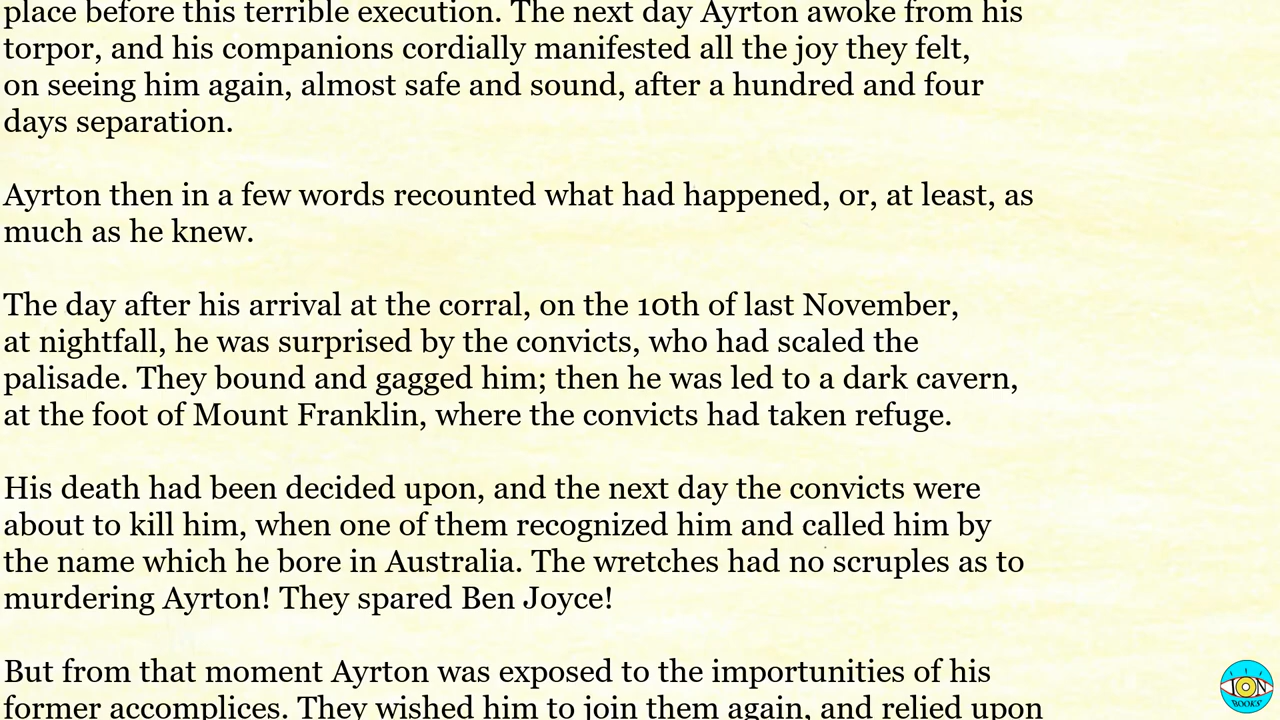 place before this terrible execution. The next day Ayrton awoke from his
torpor, and his companions cordially manifested all the joy they felt,
on seeing him again, almost safe and sound, after a hundred and four
days separation.
Ayrton then in a few words recounted what had happened, or, at least, as
much as he knew.
The day after his arrival at the corral, on the 10th of last November,
at nightfall, he was surprised by the convicts, who had scaled the
palisade. They bound and gagged him; then he was led to a dark cavern,
at the foot of Mount Franklin, where the convicts had taken refuge.
His death had been decided upon, and the next day the convicts were
about to kill him, when one of them recognized him and called him by
the name which he bore in Australia. The wretches had no scruples as to
murdering Ayrton! They spared Ben Joyce!
But from that moment Ayrton was exposed to the importunities of his
former accomplices. They wished him to join them again, and relied upon
ION
BOOKS